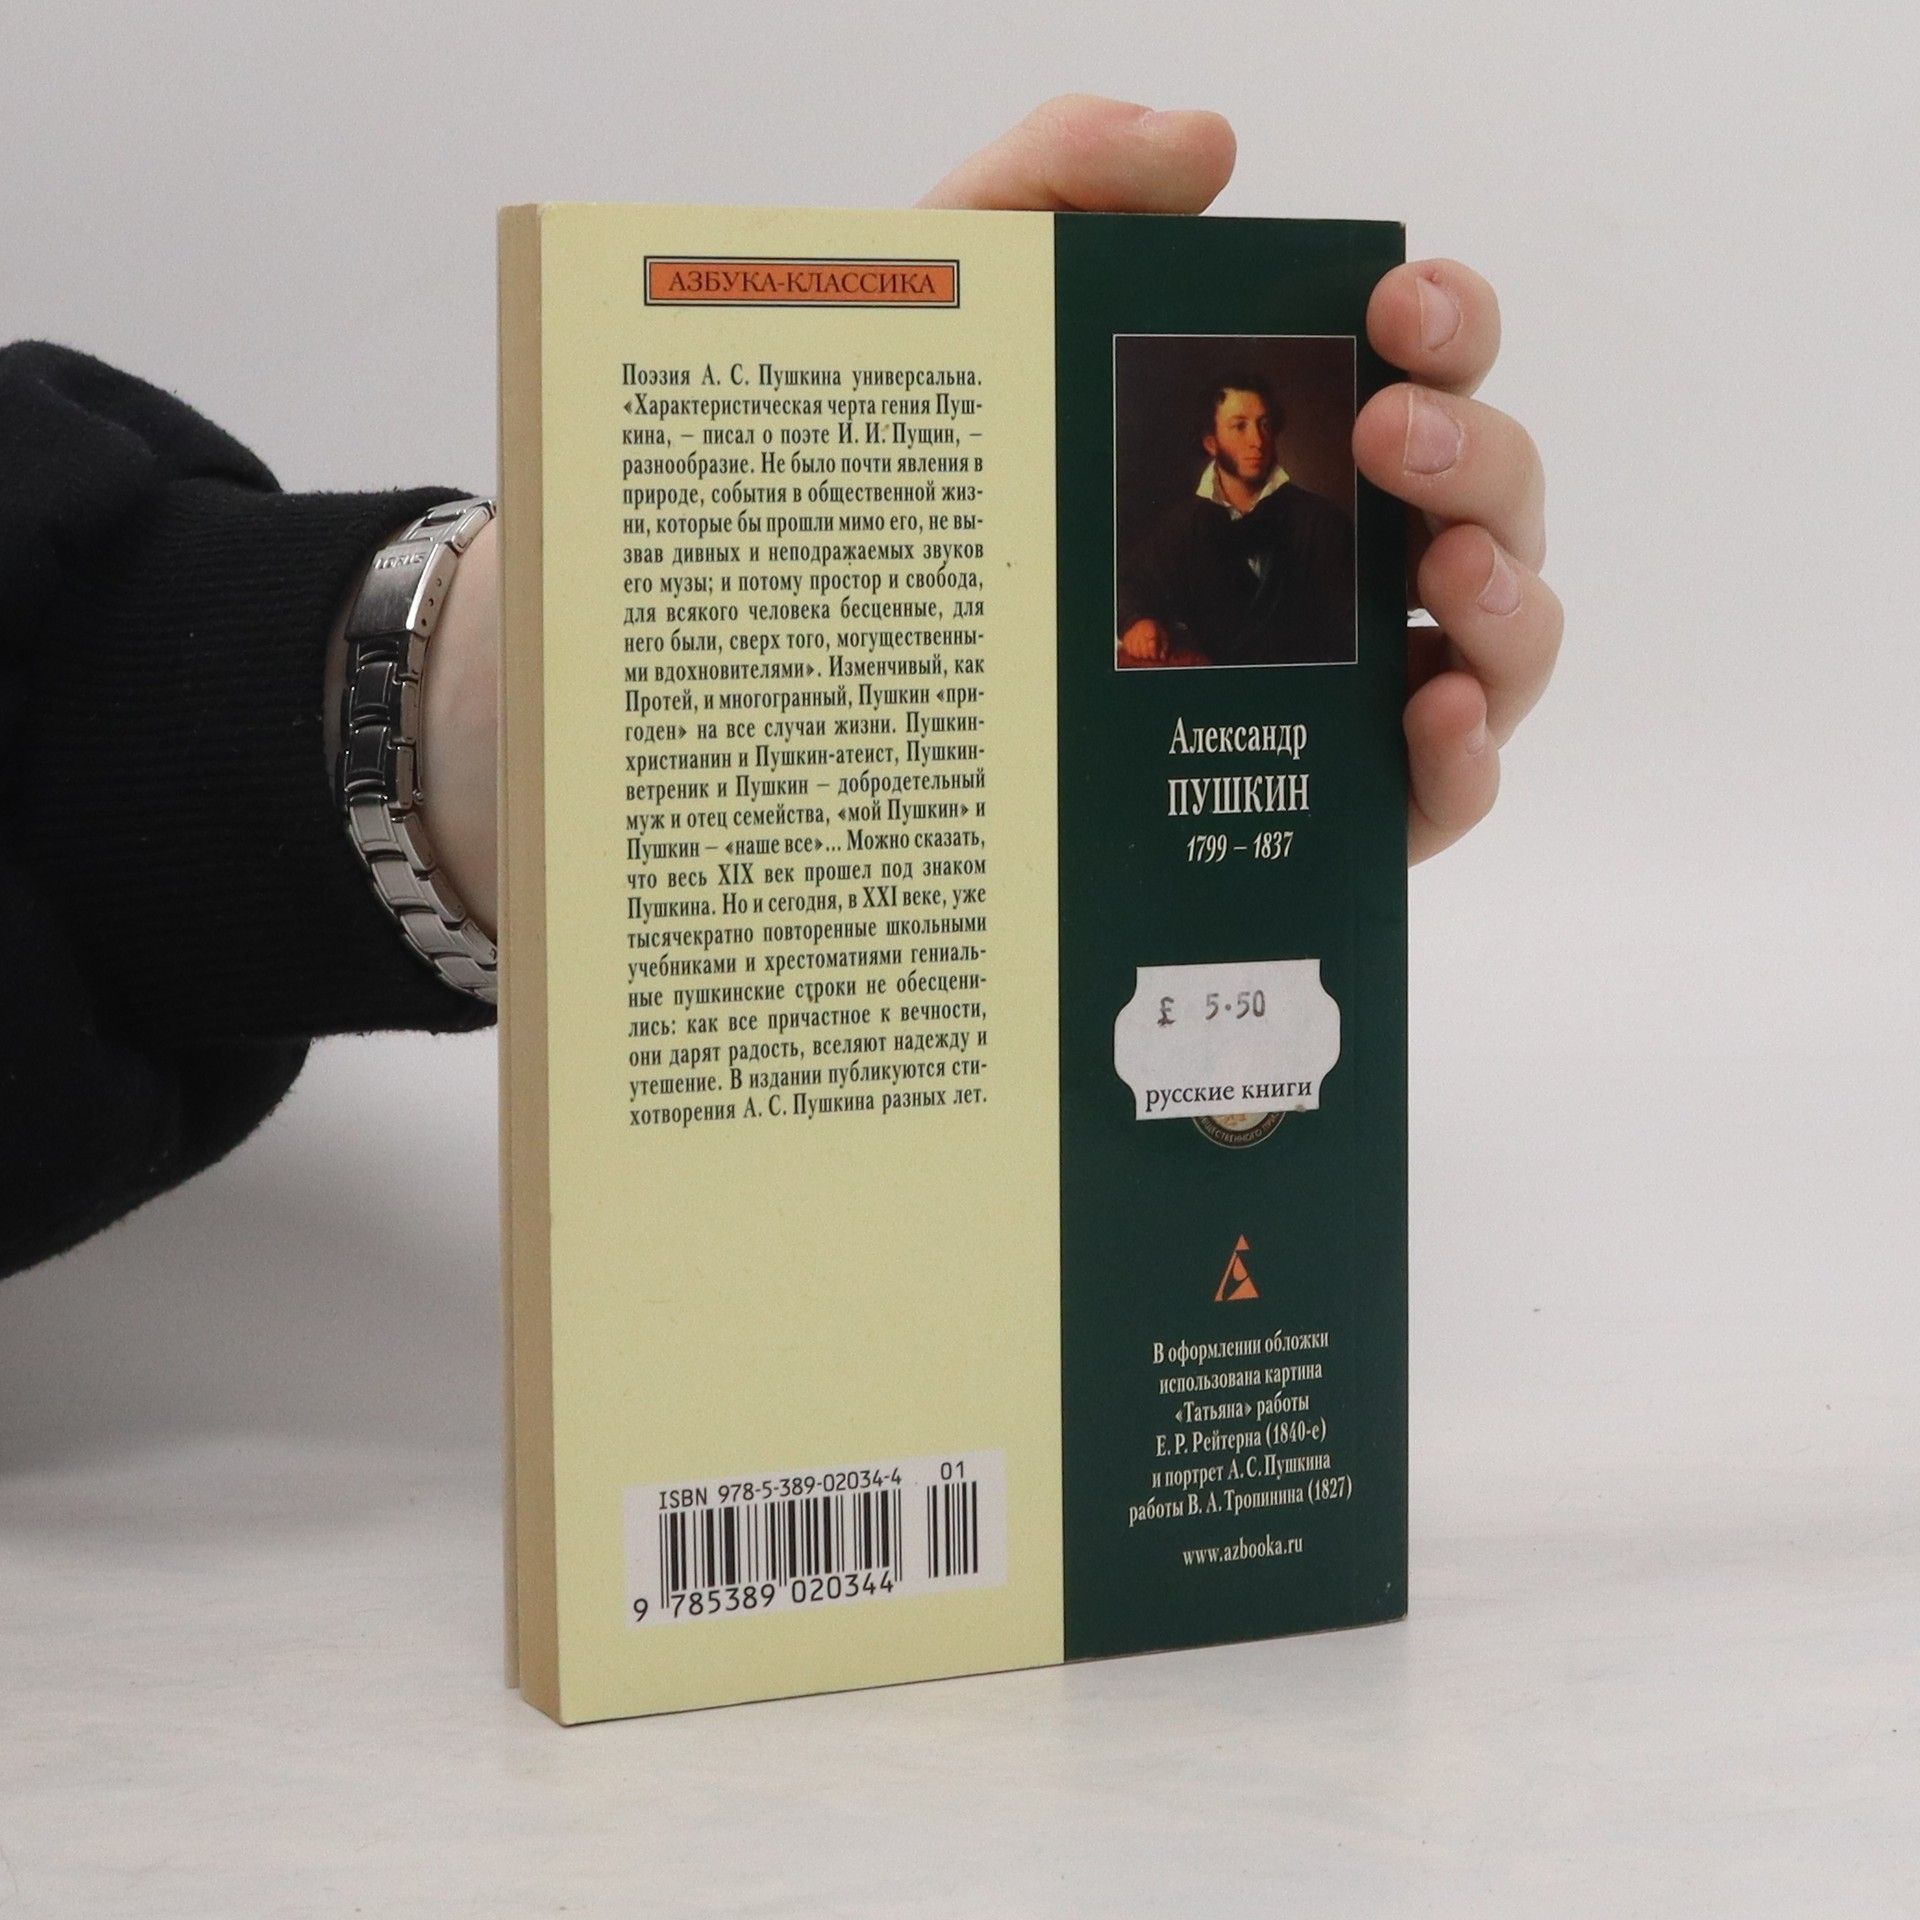 АЗБУКА-КЛАССИКА
Поэзия А. С. Пушкина универсальна.
«Характеристическая черта гения Пуш-
кина, – писал о поэте И. И. Пущин, –
разнообразие. Не было почти явления в
природе, события в общественной жиз-
ни, которые бы прошли мимо его, не вы-
звав дивных и неподражаемых звуков
его музы; и потому простор и свобода,
для всякого человека бесценные, для
него были, сверх того, могущественны-
ми вдохновителями». Изменчивый, как
Протей, и многогранный, Пушкин «при-
годен» на все случаи жизни. Пушкин-
христианин и Пушкин-атеист, Пушкин-
ветреник и Пушкин – добродетельный
муж и отец семейства, «мой Пушкин» и
Пушкин – «наше все»... Можно сказать,
что весь XIX век прошел под знаком
Пушкина. Но и сегодня, в XXI веке, уже
тысячекратно повторенные школьными
учебниками и хрестоматиями гениаль-
ные пушкинские строки не обесцени-
лись: как все причастное к вечности,
они дарят радость, вселяют надежду и
утешение. В издании публикуются сти-
хотворения А. С. Пушкина разных лет.
ISBN 978-5-389-02034-4 01
9 785389 020344
Александр
ПУШКИН
1799 – 1837
£ 5.50
русские книги
В оформлении обложки
использована картина
«Татьяна» работы
Е. Р. Рейтерна (1840-е)
и портрет А. С. Пушкина
работы В. А. Тропинина (1827)
www.azbooka.ru
LORUS